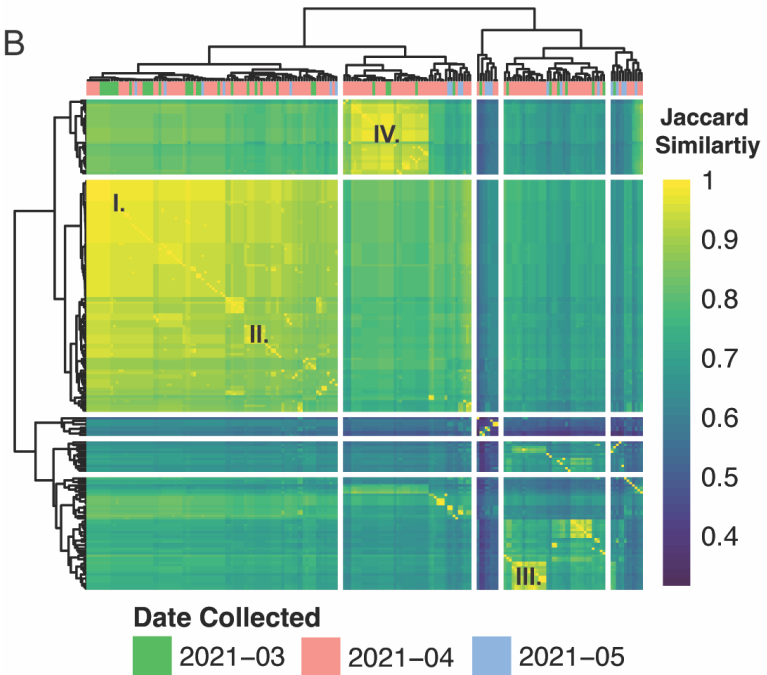 B
Jaccard
Similartiy
IV.
I.
II.
III.
1
0.9
0.8
0.7
0.6
0.5
0.4
Date Collected
2021-03
2021-04
2021-05